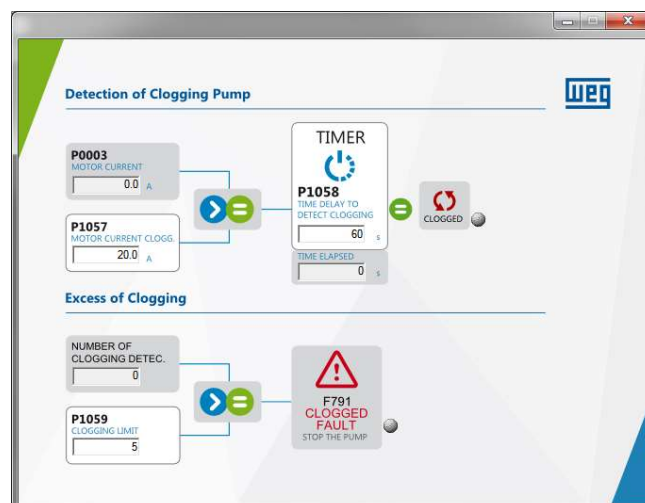 Detection of Clogging Pump
WEG
P0003
MOTOR CURRENT
0.0 A
P1057
MOTOR CURRENT CLOGG.
20.0 A
TIMER
P1058
TIME DELAY TO
DETECT CLOGGING
60 s
TIME ELAPSED
0 s
CLOGGED
Excess of Clogging
NUMBER OF
CLOGGING DETEC.
0
P1059
CLOGGING LIMIT
5
F791
CLOGGED
FAULT
STOP THE PUMP